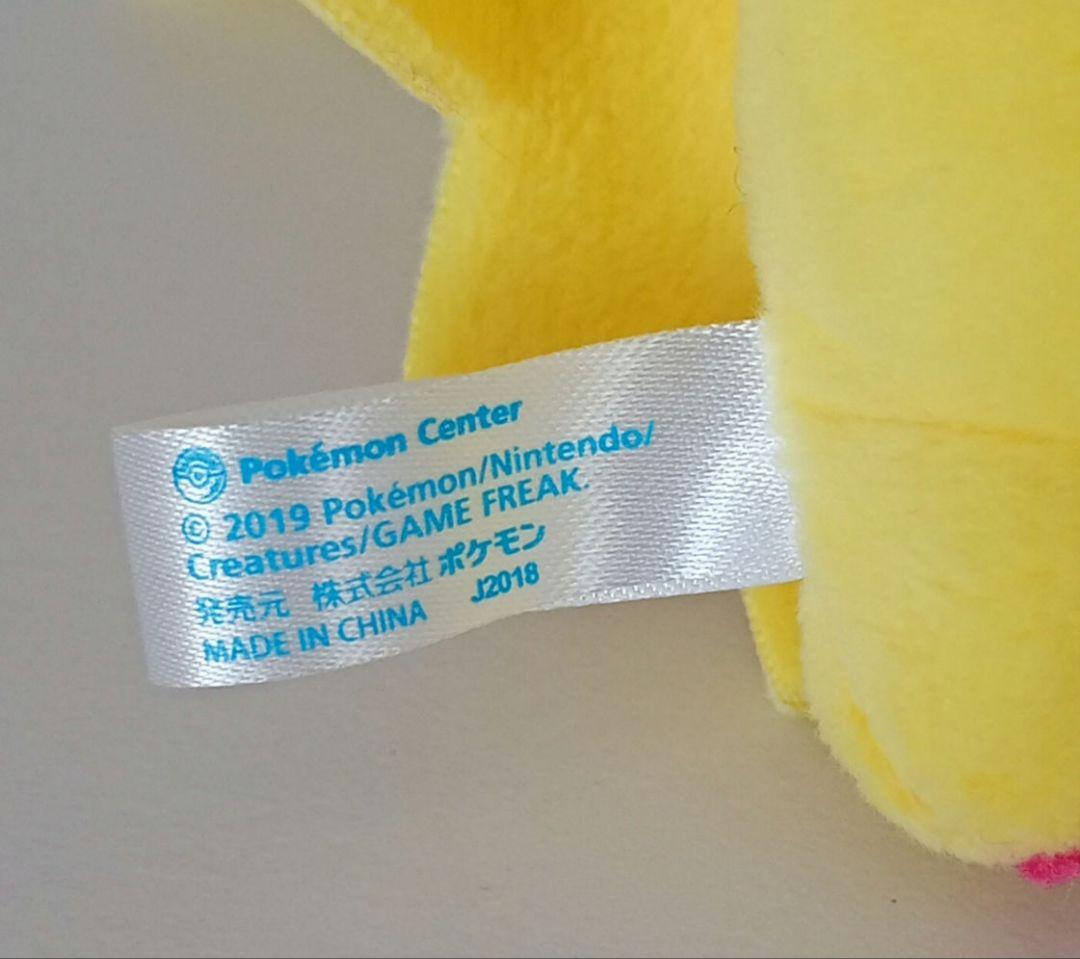 Pokémon Center
© 2019 Pokémon/Nintendo/
Creatures/GAME FREAK.
発売元 株式会社ポケモン
MADE IN CHINA J2018